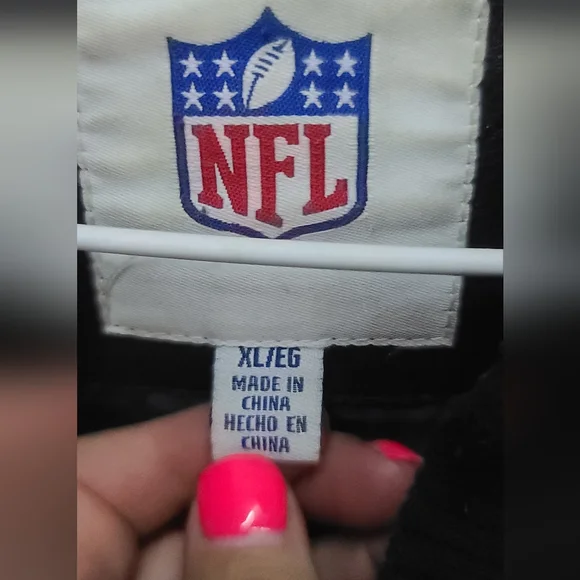 NFL
XL/EG
MADE IN
CHINA
HECHO EN
CHINA